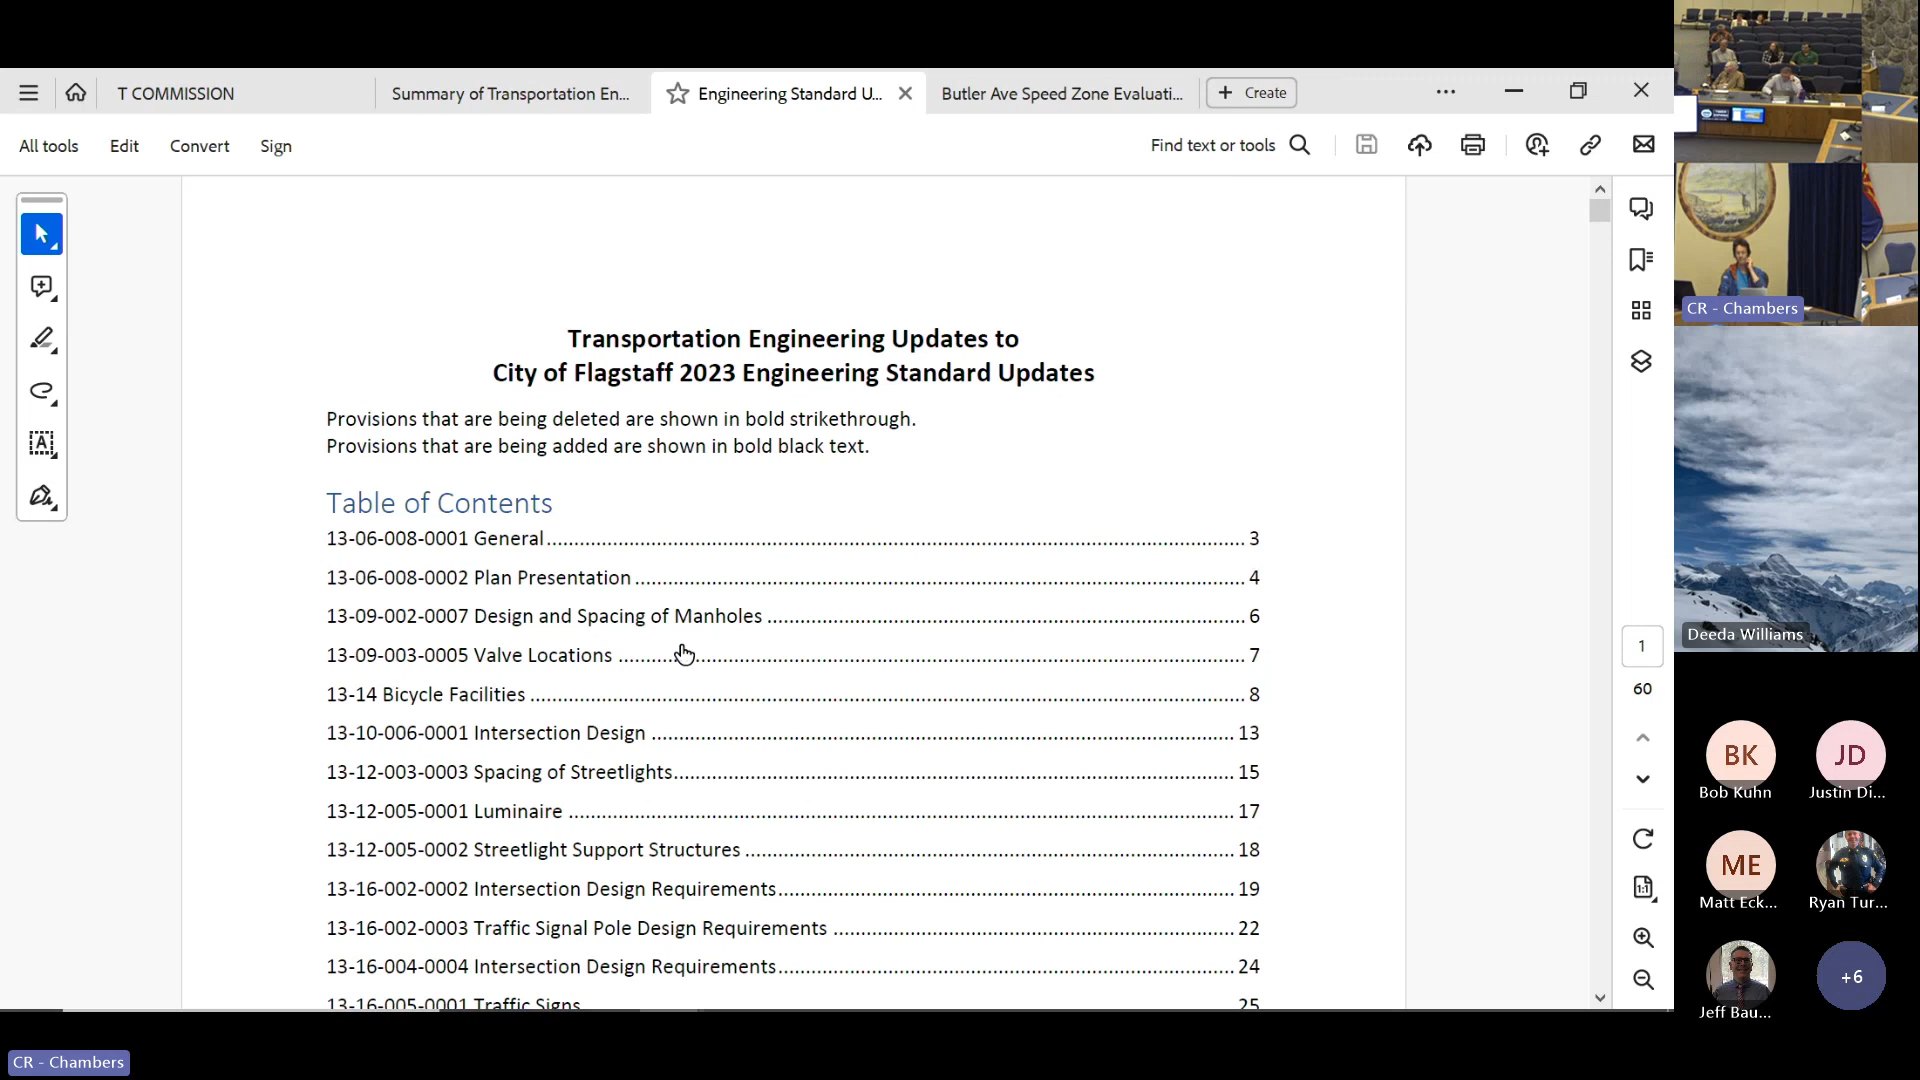 T COMMISSION
Summary of Transportation En...
Engineering Standard U...
Butler Ave Speed Zone Evaluati...
Create
All tools
Edit
Convert
Sign
Find text or tools
Transportation Engineering Updates to
City of Flagstaff 2023 Engineering Standard Updates
Provisions that are being deleted are shown in bold strikethrough.
Provisions that are being added are shown in bold black text.
Table of Contents
13-06-008-0001 General 3
13-06-008-0002 Plan Presentation 4
13-09-002-0007 Design and Spacing of Manholes 6
13-09-003-0005 Valve Locations 7
13-14 Bicycle Facilities 8
13-10-006-0001 Intersection Design 13
13-12-003-0003 Spacing of Streetlights 15
13-12-005-0001 Luminaire 17
13-12-005-0002 Streetlight Support Structures 18
13-16-002-0002 Intersection Design Requirements 19
13-16-002-0003 Traffic Signal Pole Design Requirements 22
13-16-004-0004 Intersection Design Requirements 24
13-16-005-0001 Traffic Signs 25
1
60
1:1
CR - Chambers
Deeda Williams
BK
Bob Kuhn
JD
Justin Di...
ME
Matt Eck...
Ryan Tur...
Jeff Bau...
+6
CR - Chambers